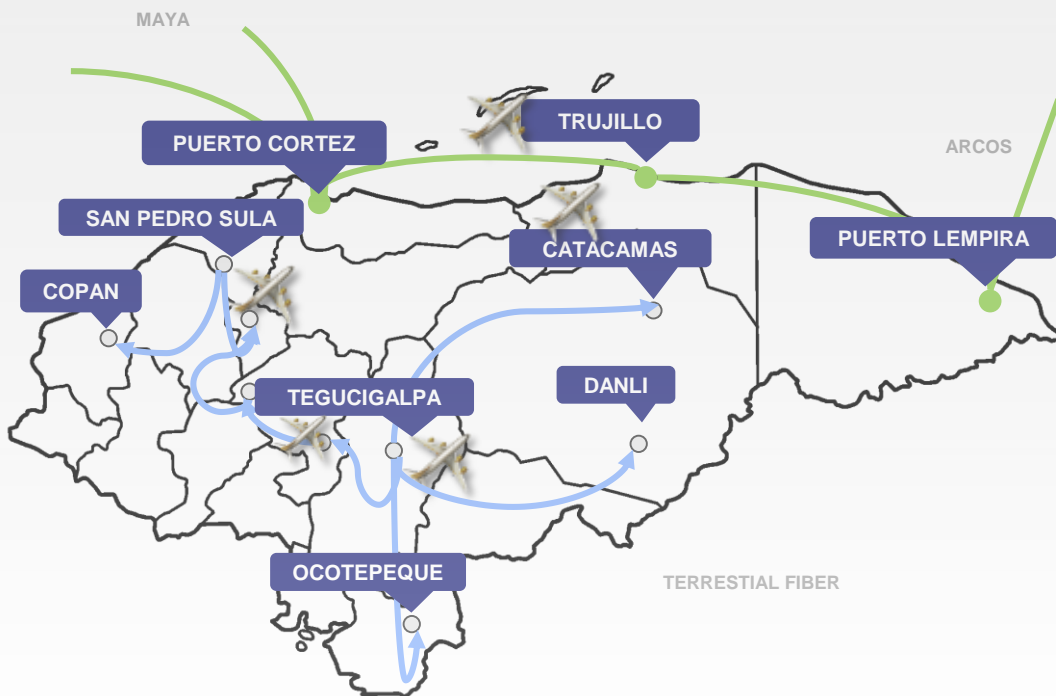 MAYA
TRUJILLO
PUERTO CORTEZ
ARCOS
SAN PEDRO SULA
PUERTO LEMPIRA
CATACAMAS
COPAN
DANLI
TEGUCIGALPA
OCOTEPEQUE
TERRESTIAL FIBER